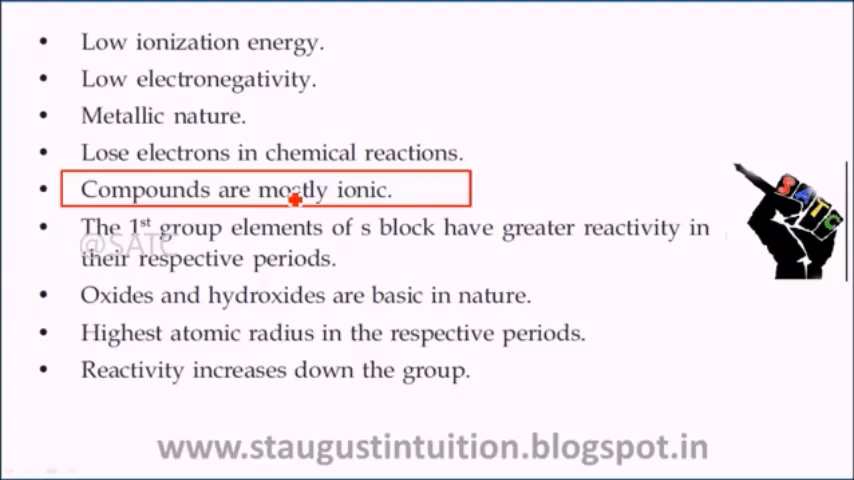 • Low ionization energy.
• Low electronegativity.
• Metallic nature.
• Lose electrons in chemical reactions.
• Compounds are mostly ionic.
• The 1st group elements of s block have greater reactivity in
their respective periods.
@SATC
• Oxides and hydroxides are basic in nature.
• Highest atomic radius in the respective periods.
• Reactivity increases down the group.
SATC
www.staugustintuition.blogspot.in